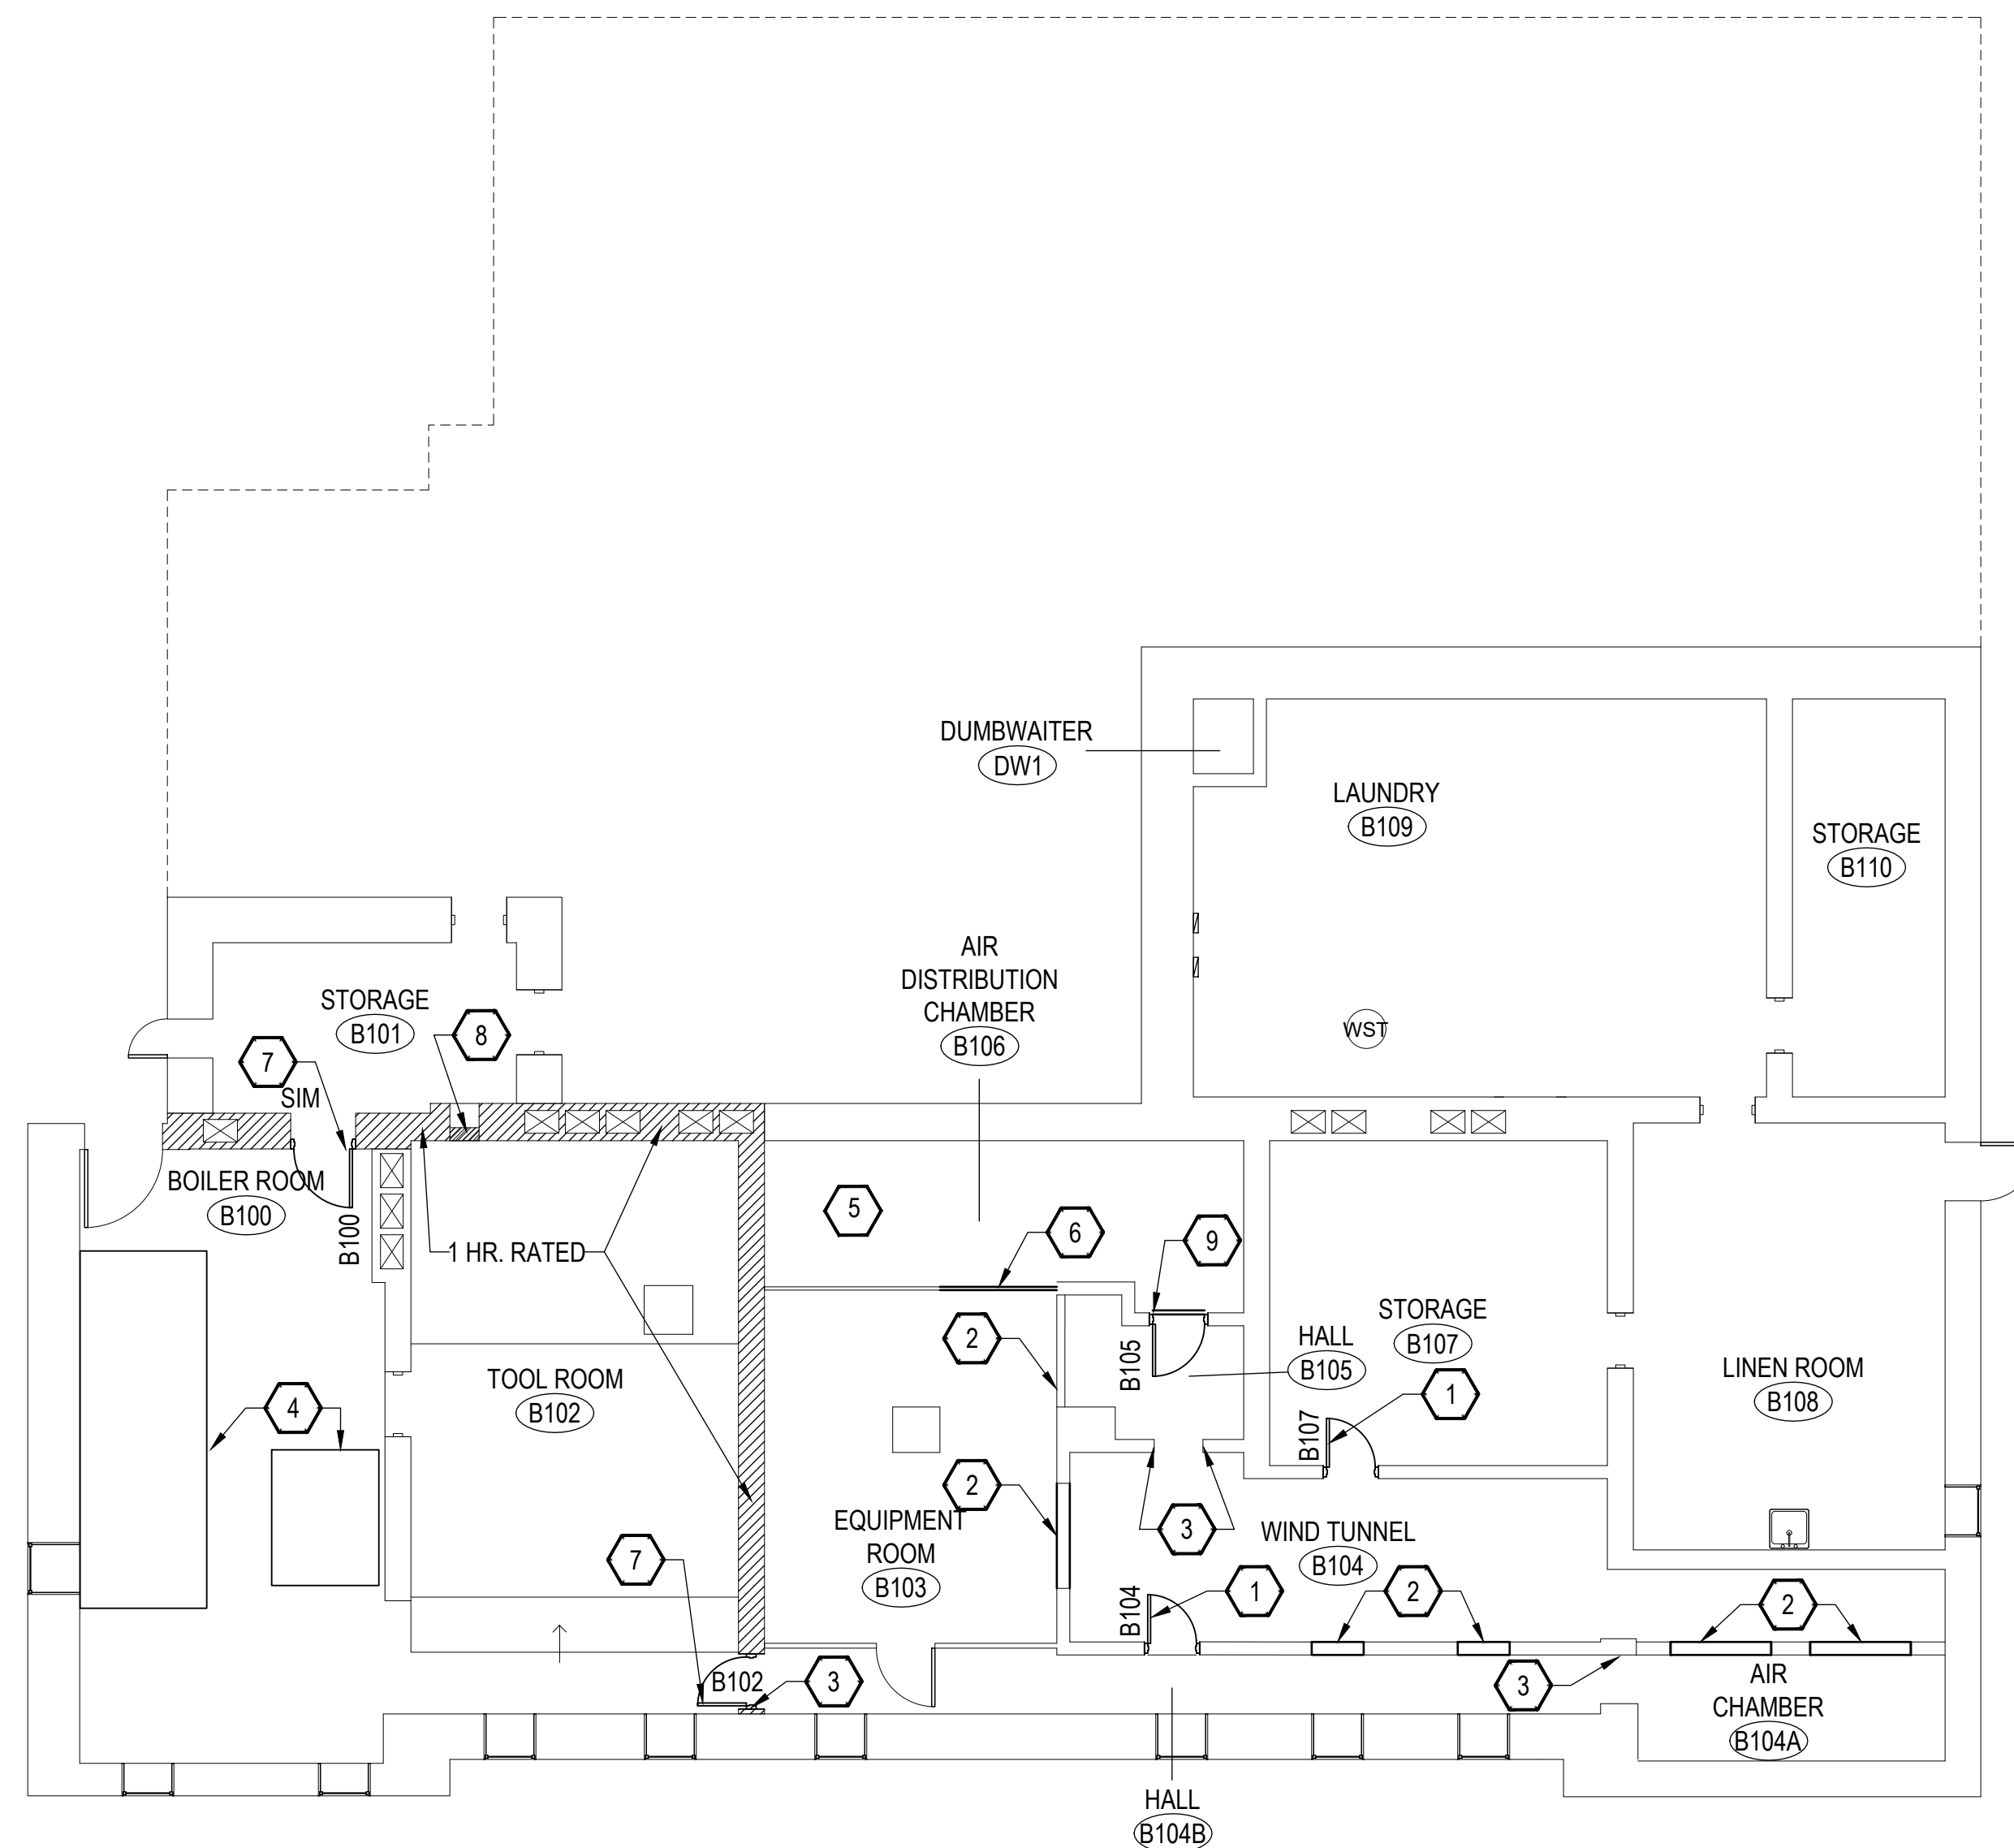 DUMBWAITER
DW1
LAUNDRY
B109
STORAGE
B110
AIR
DISTRIBUTION
CHAMBER
B106
STORAGE
B101
8
7
SIM
WST
BOILER ROOM
B100
B100
1 HR. RATED
5
6
9
2
B105
HALL
B105
STORAGE
B107
1
B107
LINEN ROOM
B108
4
TOOL ROOM
B102
2
EQUIPMENT
ROOM
B103
3
WIND TUNNEL
B104
7
B104
1
2
2
B102
3
3
AIR
CHAMBER
B104A
HALL
B104B